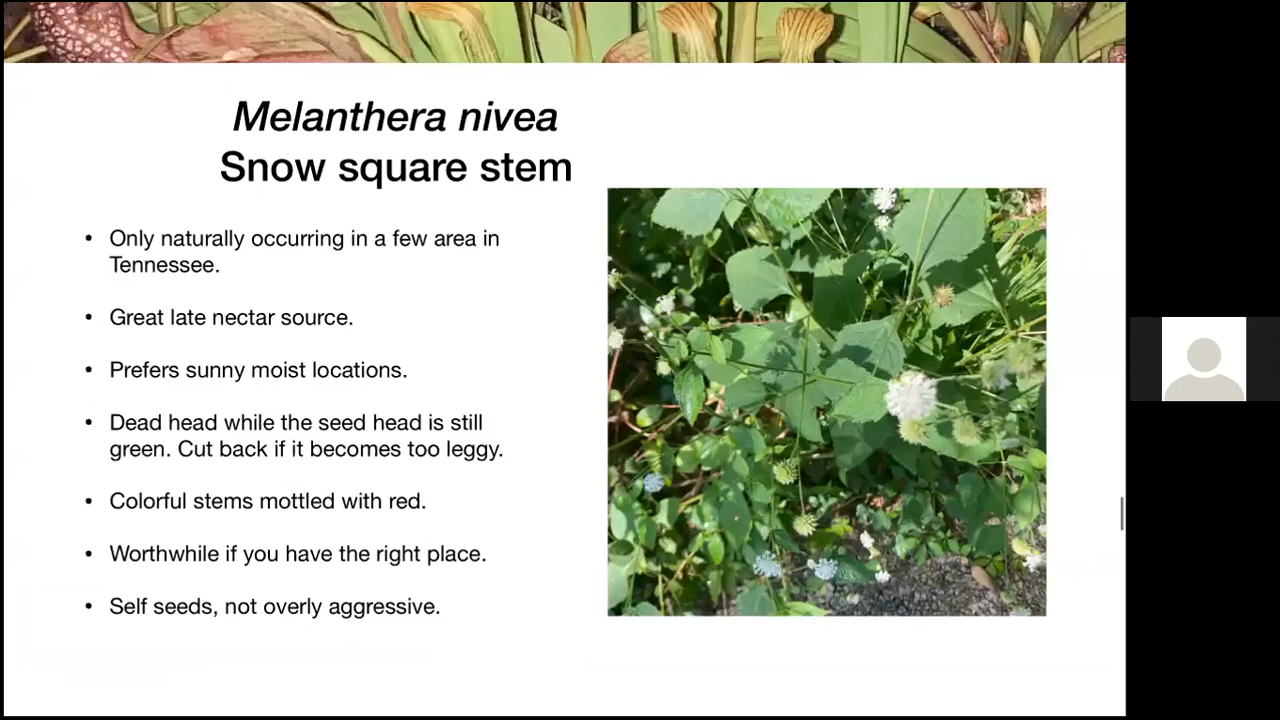 Melanthera nivea
Snow square stem
• Only naturally occurring in a few area in
Tennessee.
• Great late nectar source.
• Prefers sunny moist locations.
• Dead head while the seed head is still
green. Cut back if it becomes too leggy.
• Colorful stems mottled with red.
• Worthwhile if you have the right place.
• Self seeds, not overly aggressive.